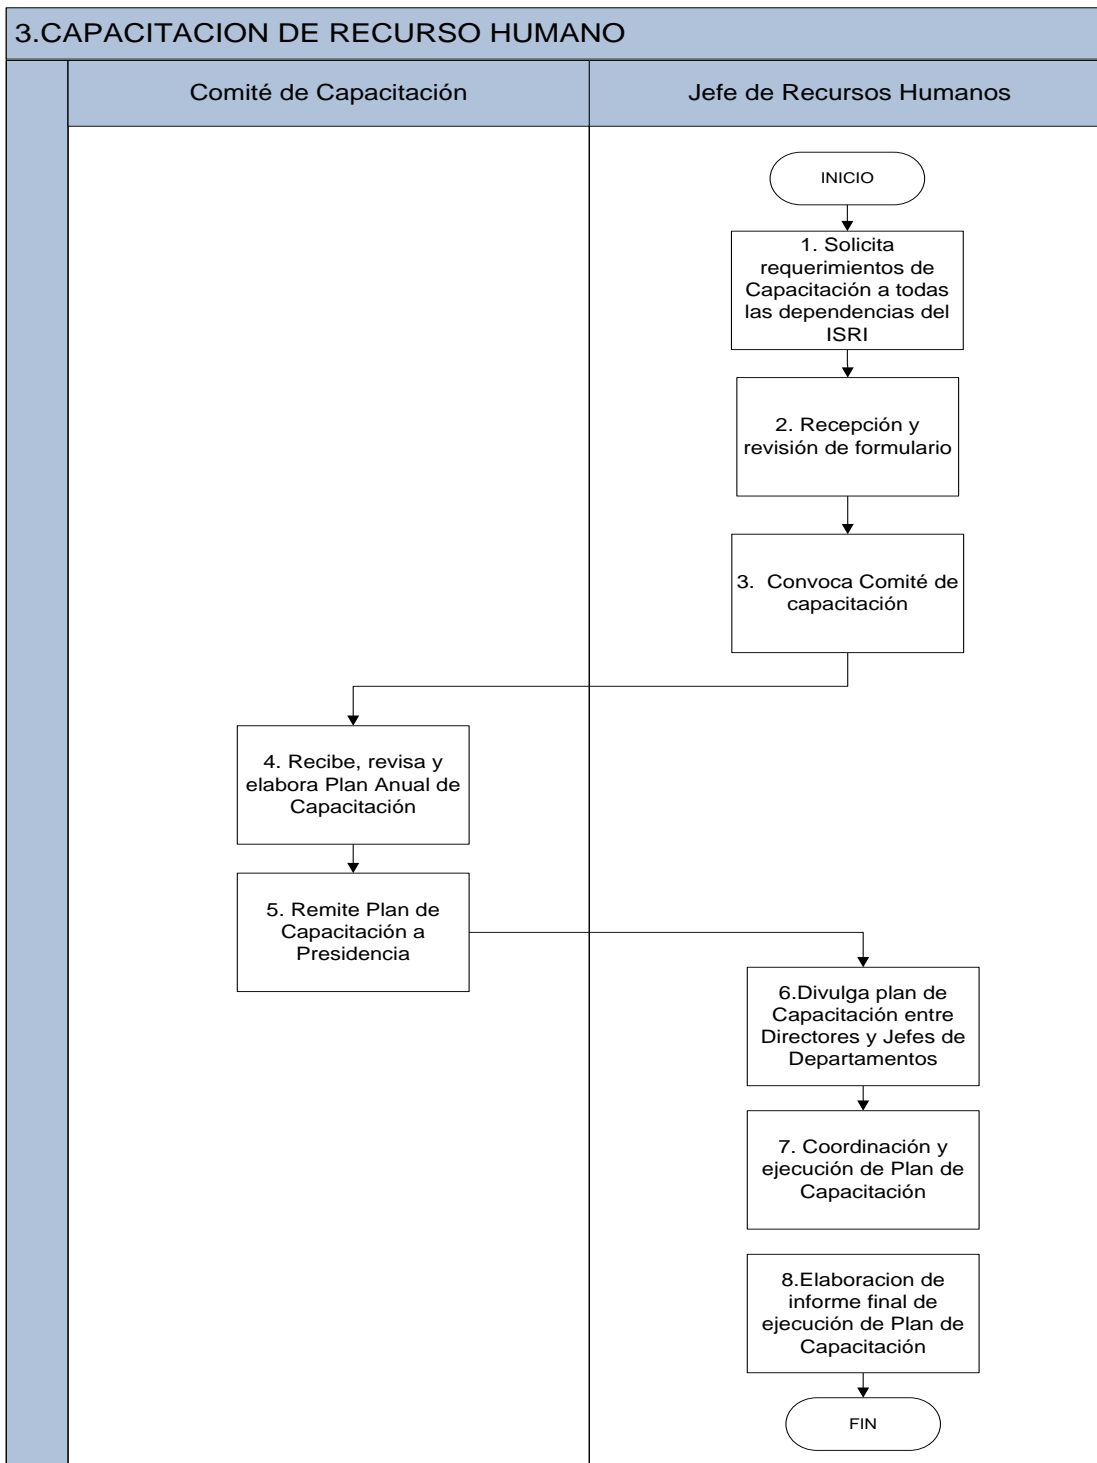 3.CAPACITACION DE RECURSO HUMANO
Comité de Capacitación
Jefe de Recursos Humanos
INICIO
1. Solicita
requerimientos de
Capacitación a todas
las dependencias del
ISRI
2. Recepción y
revisión de formulario
3. Convoca Comité de
capacitación
4. Recibe, revisa y
elabora Plan Anual de
Capacitación
5. Remite Plan de
Capacitación a
Presidencia
6.Divulga plan de
Capacitación entre
Directores y Jefes de
Departamentos
7. Coordinación y
ejecución de Plan de
Capacitación
8.Elaboracion de
informe final de
ejecución de Plan de
Capacitación
FIN